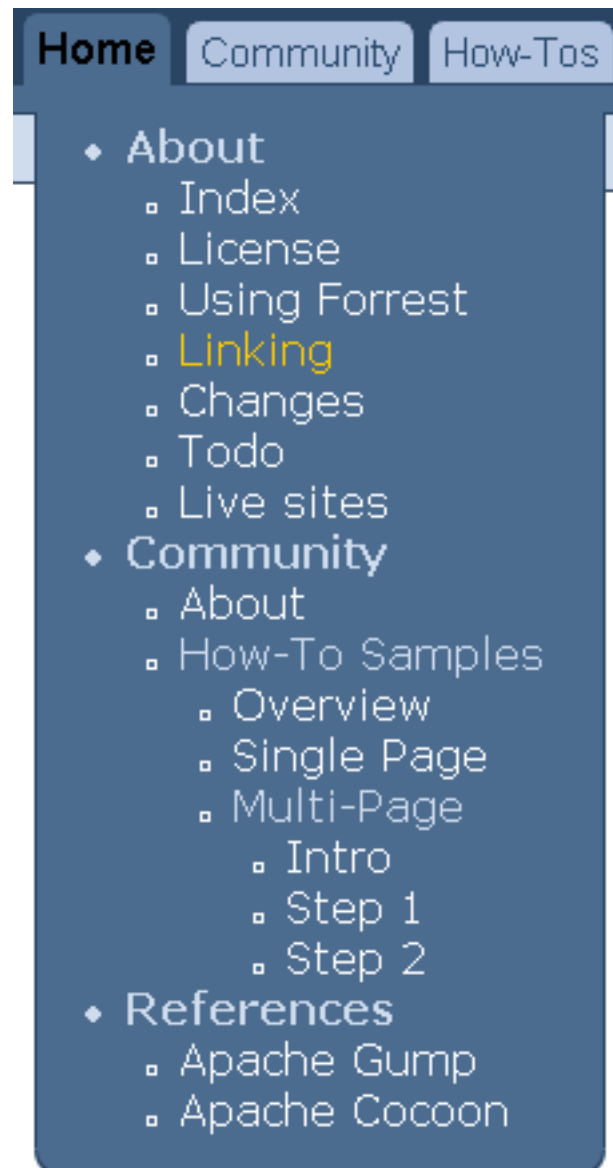 Home Community How-Tos
About
Index
License
Using Forrest
Linking
Changes
Todo
Live sites
Community
About
How-To Samples
Overview
Single Page
Multi-Page
Intro
Step 1
Step 2
References
Apache Gump
Apache Cocoon